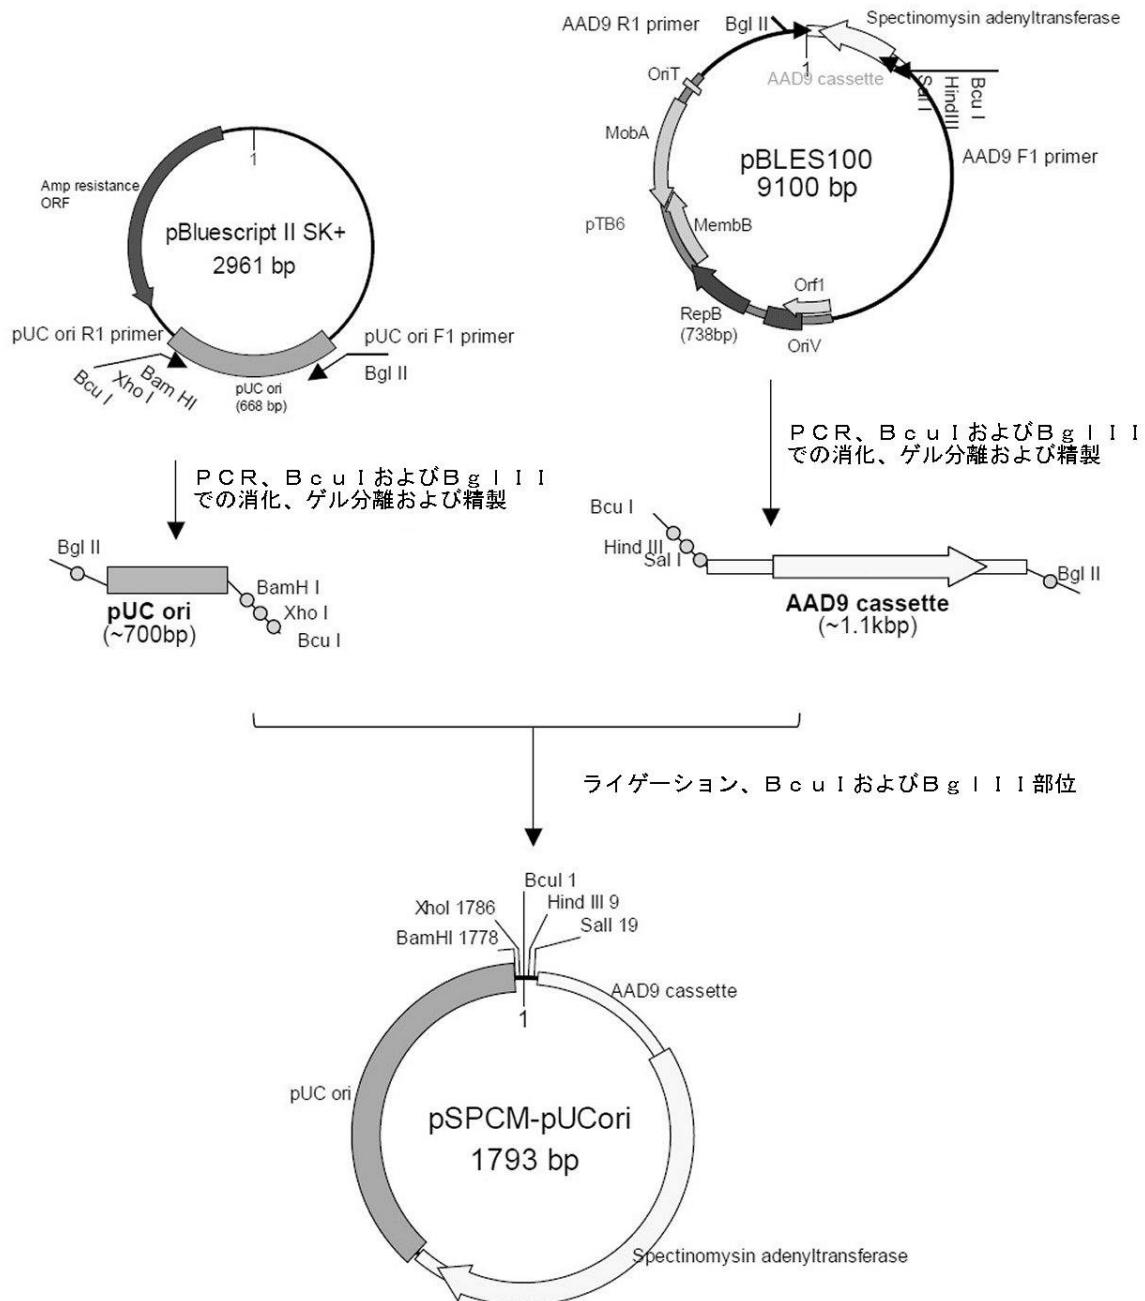 AAD9 R1 primer
Bgl II
Spectinomysin adenyltransferase
1
AAD9 cassette
Sal I
HindIII
Bcu I
AAD9 F1 primer
OriT
MobA
pBLES100
9100 bp
pTB6
MembB
RepB
(738bp)
Orf1
OriV
1
Amp resistance
ORF
pBluescript II SK+
2961 bp
pUC ori R1 primer
pUC ori F1 primer
Bcu I
Xho I
Bam HI
pUC ori
(668 bp)
Bgl II
PCR、BcuIおよびBglII
での消化、ゲル分離および精製
PCR、BcuIおよびBglII
での消化、ゲル分離および精製
Bgl II
BamH I
Xho I
Bcu I
pUC ori
(~700bp)
Bcu I
Hind III
Sal I
Bgl II
AAD9 cassette
(~1.1kbp)
ライゲーション、BcuIおよびBglII部位
BcuI 1
XhoI 1786
Hind III 9
BamHI 1778
SalI 19
AAD9 cassette
1
pUC ori
pSPCM-pUCori
1793 bp
Spectinomysin adenyltransferase